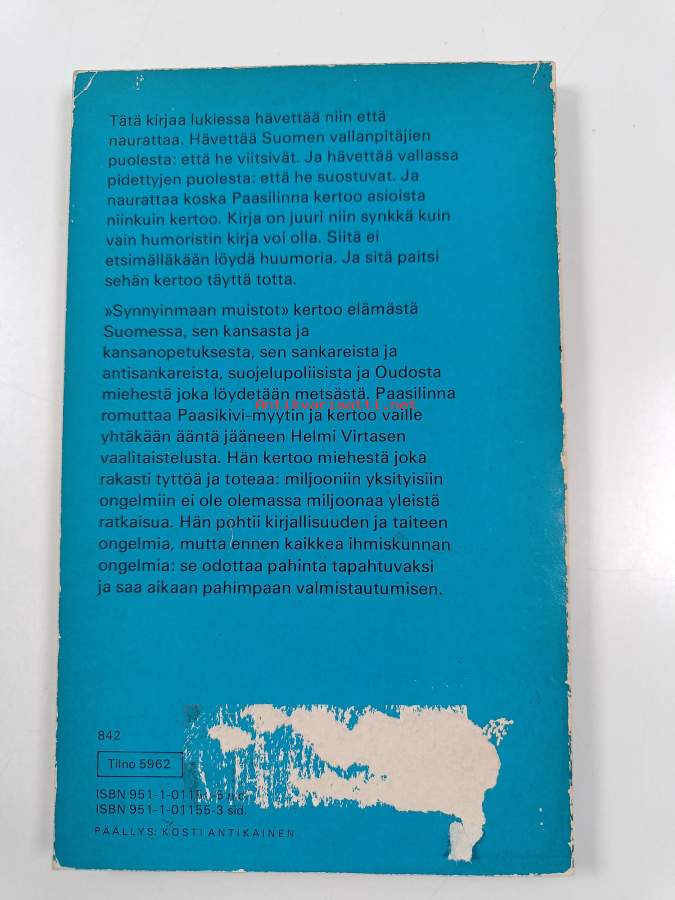 Tätä kirjaa lukiessa hävettää niin että
naurattaa. Hävettää Suomen vallanpitäjien
puolesta: että he viitsivät. Ja hävettää vallassa
pidettyjen puolesta: että he suostuvat. Ja
naurattaa koska Paasilinna kertoo asioista
niinkuin kertoo. Kirja on juuri niin synkkä kuin
vain humoristin kirja voi olla. Siitä ei
etsimälläkään löydä huumoria. Ja sitä paitsi
sehän kertoo täyttä totta.
»Synnyinmaan muistot» kertoo elämästä
Suomessa, sen kansasta ja
kansanopetuksesta, sen sankareista ja
antisankareista, suojelupoliisista ja Oudosta
miehestä joka löydetään metsästä. Paasilinna
Antikvariaatti.net
romuttaa Paasikivi-myytin ja kertoo vaille
yhtäkään ääntä jääneen Helmi Virtasen
vaalitaistelusta. Hän kertoo miehestä joka
rakasti tyttöä ja toteaa: miljooniin yksityisiin
ongelmiin ei ole olemassa miljoonaa yleistä
ratkaisua. Hän pohtii kirjallisuuden ja taiteen
ongelmia, mutta ennen kaikkea ihmiskunnan
ongelmia: se odottaa pahinta tapahtuvaksi
ja saa aikaan pahimpaan valmistautumisen.
842
Tilno 5962
ISBN
ISBN 951-1-01155-3 sid.
PÄÄLLYS: KOSTI ANTIKAINEN